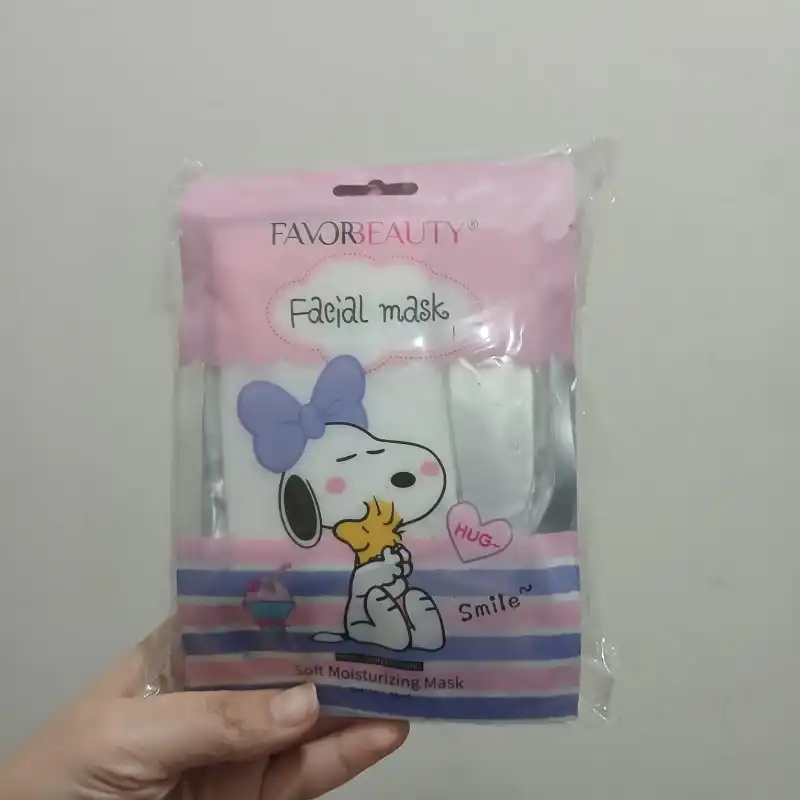 FAVORBEAUTY®
Facial mask
HUG~
Smile~
Soft Moisturizing Mask